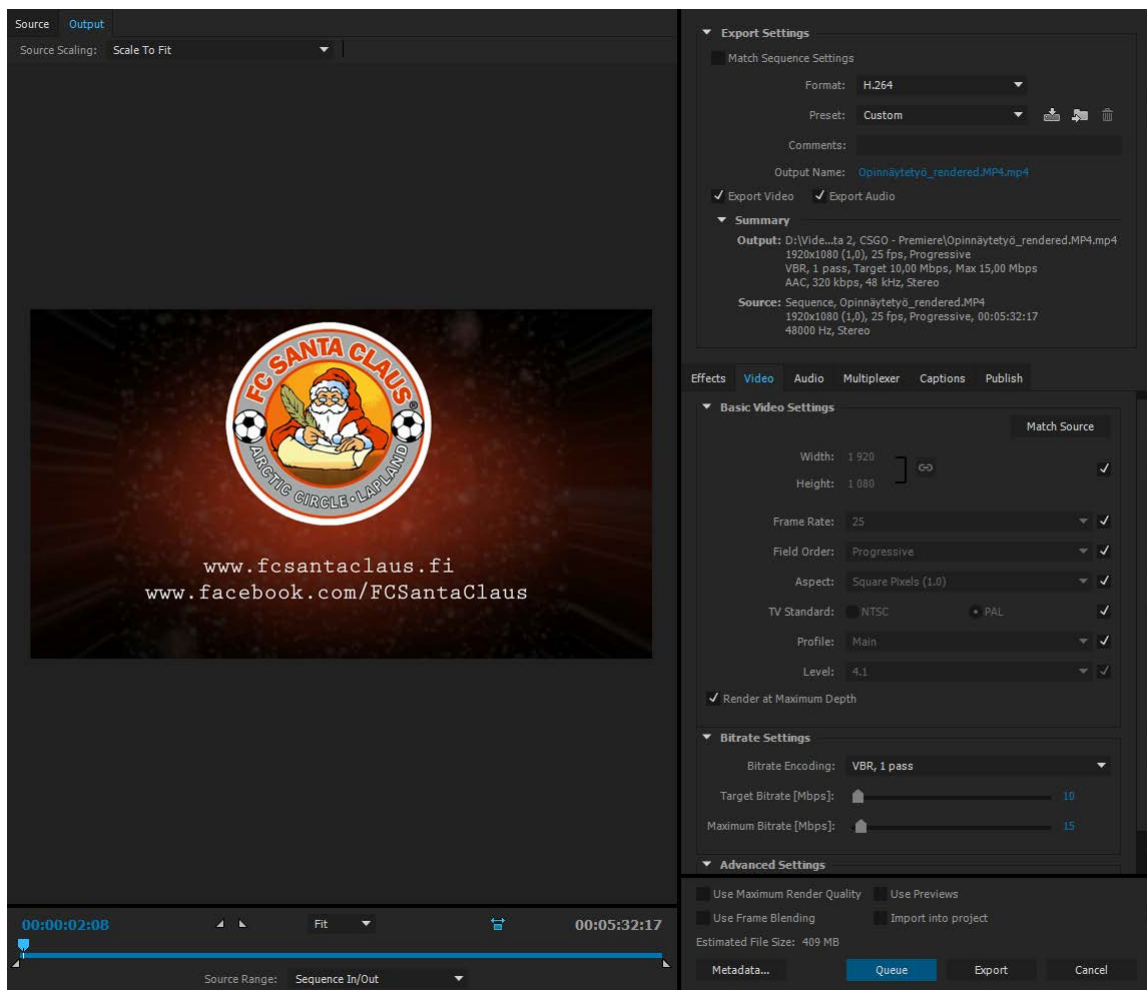 Source Output
Source Scaling: Scale To Fit
FC SANTA CLAUS
®
ARCTIC CIRCLE • LAPLAND
www.fcsantaclaus.fi
www.facebook.com/FCSantaClaus
00:00:02:08 Fit 00:05:32:17
Source Range: Sequence In/Out
Export Settings
Match Sequence Settings
Format: H.264
Preset: Custom
Comments:
Output Name: Opinnäytetyö_rendered.MP4.mp4
Export Video Export Audio
Summary
Output: D:\Vide...ta 2, CSGO - Premiere\Opinnäytetyö_rendered.MP4.mp4
1920x1080 (1,0), 25 fps, Progressive
VBR, 1 pass, Target 10,00 Mbps, Max 15,00 Mbps
AAC, 320 kbps, 48 kHz, Stereo
Source: Sequence, Opinnäytetyö_rendered.MP4
1920x1080 (1,0), 25 fps, Progressive, 00:05:32:17
48000 Hz, Stereo
Effects Video Audio Multiplexer Captions Publish
Basic Video Settings
Match Source
Width: 1 920
Height: 1 080
Frame Rate: 25
Field Order: Progressive
Aspect: Square Pixels (1.0)
TV Standard: NTSC PAL
Profile: Main
Level: 4.1
Render at Maximum Depth
Bitrate Settings
Bitrate Encoding: VBR, 1 pass
Target Bitrate [Mbps]: 10
Maximum Bitrate [Mbps]: 15
Advanced Settings
Use Maximum Render Quality Use Previews
Use Frame Blending Import into project
Estimated File Size: 409 MB
Metadata... Queue Export Cancel